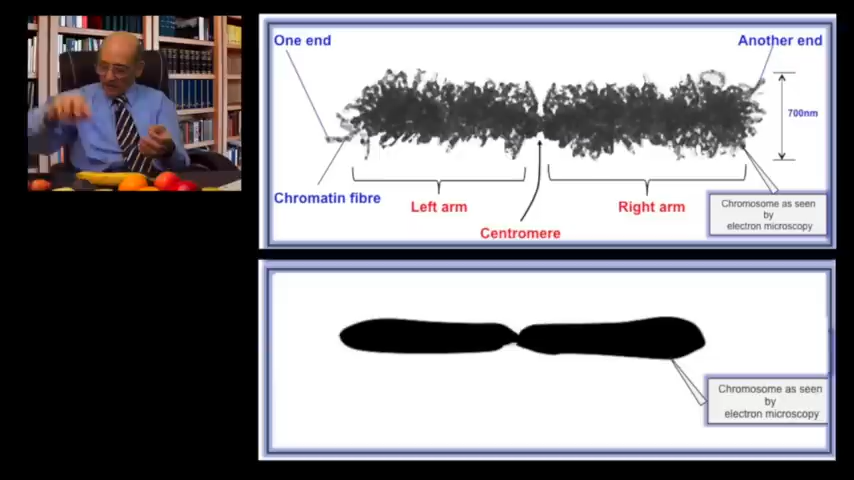 One end
Another end
700nm
Chromatin fibre
Left arm
Right arm
Centromere
Chromosome as seen
by
electron microscopy
Chromosome as seen
by
electron microscopy